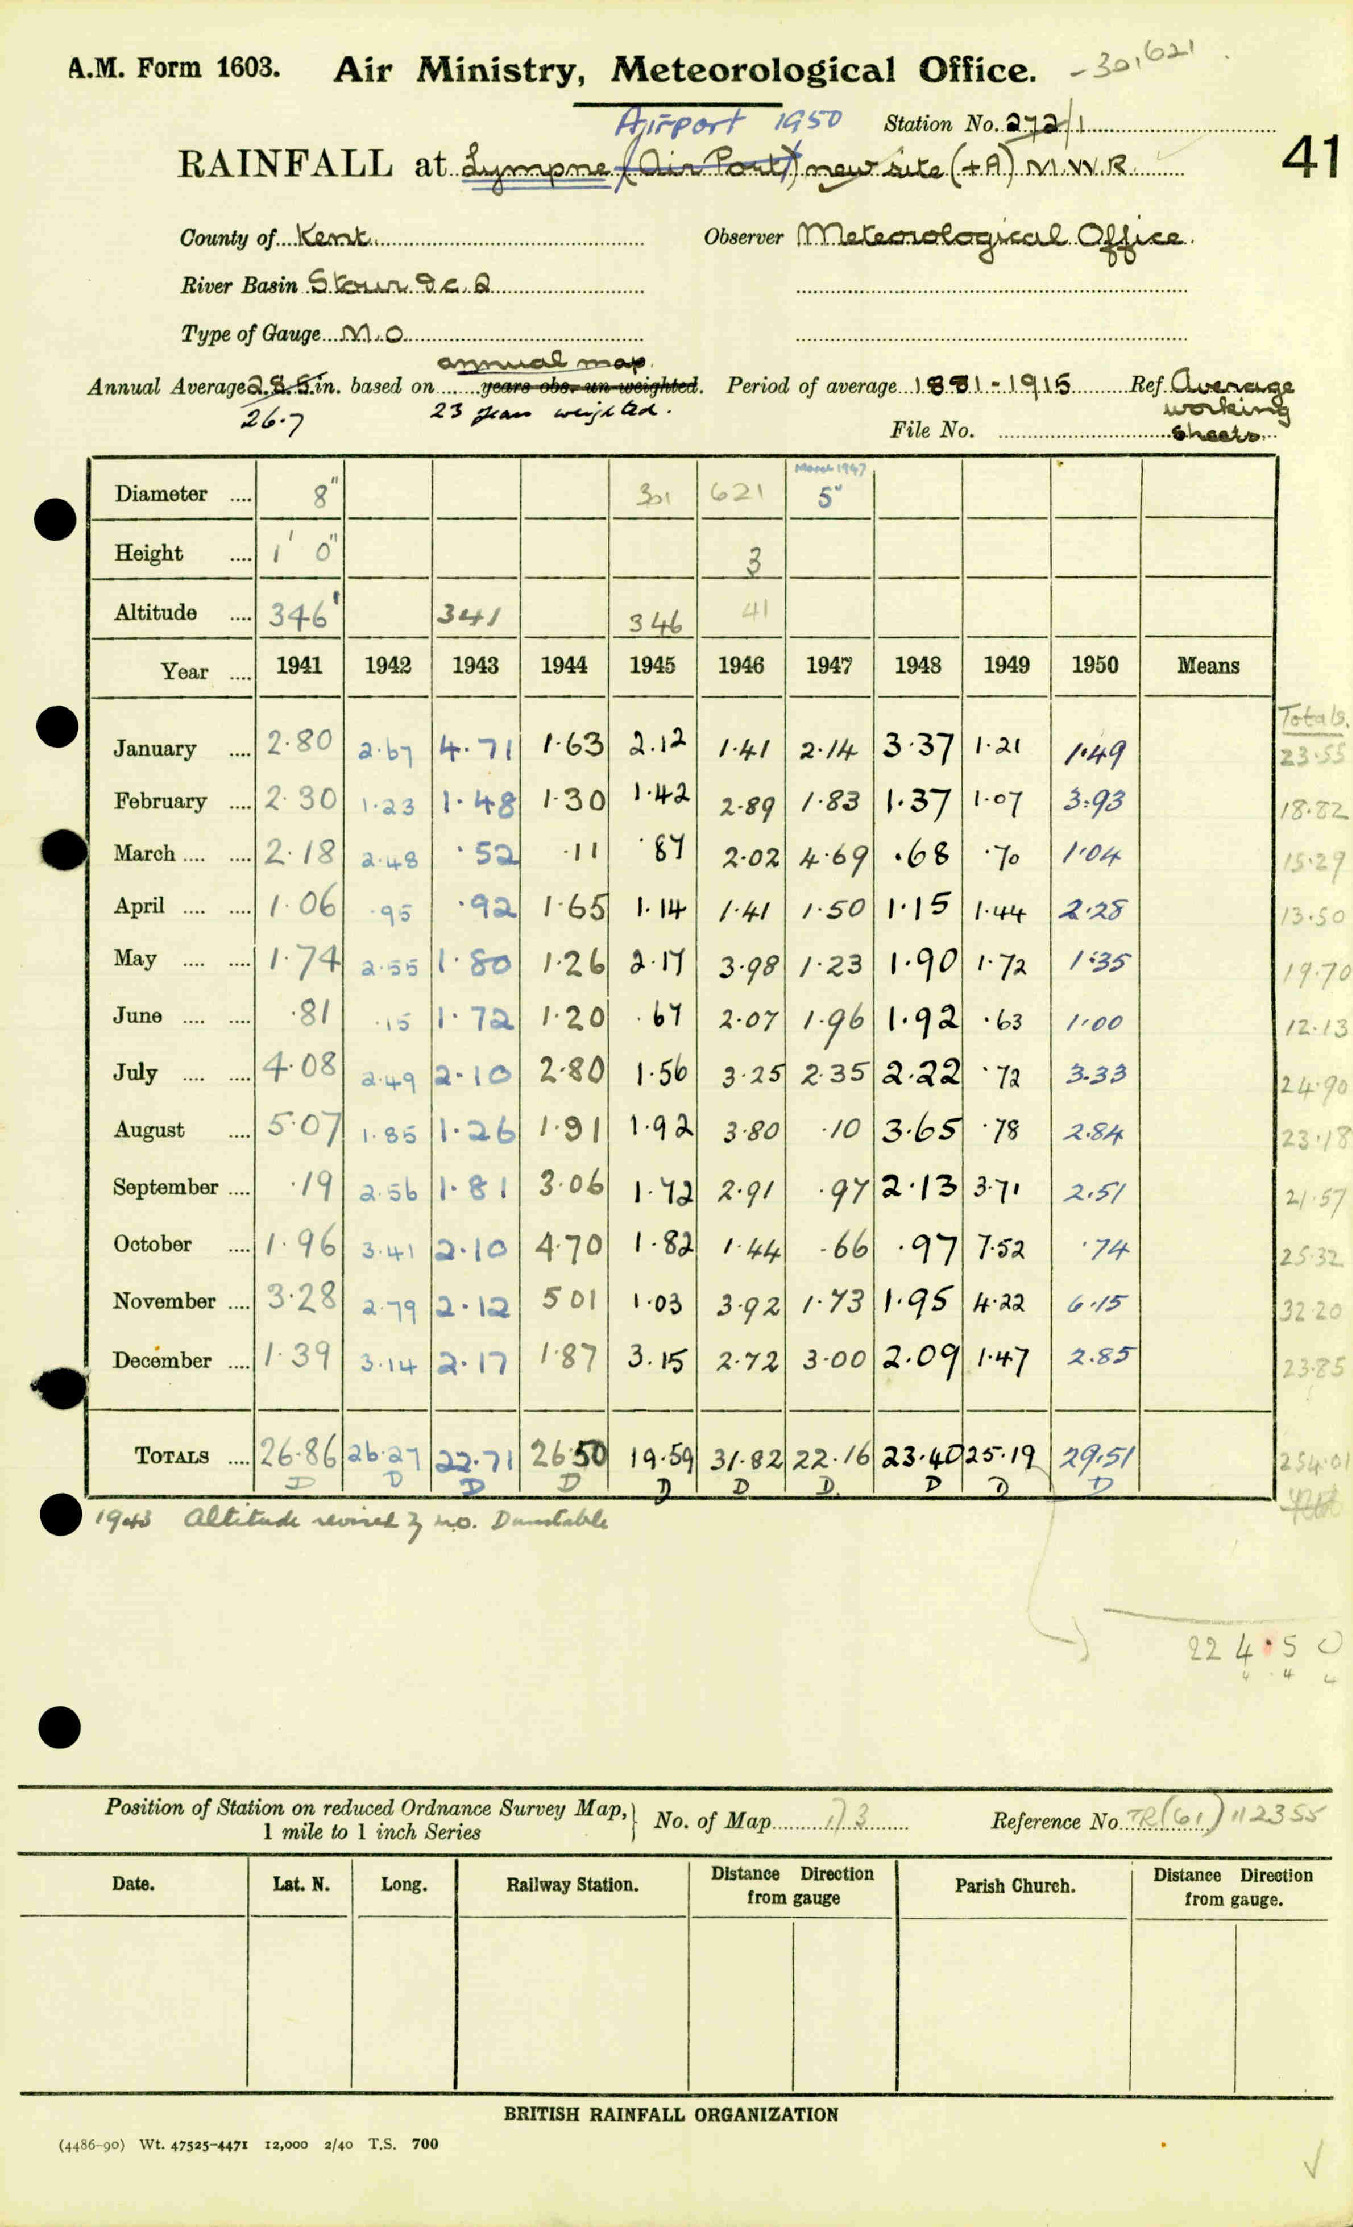 A.M. Form 1603. Air Ministry, Meteorological Office. -30,621
Airport 1950 Station No. 272/1
RAINFALL at Lympne (Air Port) new site (+A) M.W.R. 41
County of Kent Observer Meteorological Office
River Basin Stour &c. 2
Type of Gauge M.O.
annual map
Annual Average 28.5 in. based on years obs. un-weighted. Period of average 1881-1915 Ref. Average
26.7 23 years weighted. working
File No. sheets
March 1947
Diameter 8" 301 621 5"
Height 1' 0" 3
Altitude 346' 341 346 41
Year 1941 1942 1943 1944 1945 1946 1947 1948 1949 1950 Means
Totals.
January 2.80 2.67 4.71 1.63 2.12 1.41 2.14 3.37 1.21 1.49 23.55
February 2.30 1.23 1.48 1.30 1.42 2.89 1.83 1.37 1.07 3.93 18.82
March 2.18 2.48 .52 .11 .87 2.02 4.69 .68 .70 1.04 15.29
April 1.06 .95 .92 1.65 1.14 1.41 1.50 1.15 1.44 2.28 13.50
May 1.74 2.55 1.80 1.26 2.17 3.98 1.23 1.90 1.72 1.35 19.70
June .81 .15 1.72 1.20 .67 2.07 1.96 1.92 .63 1.00 12.13
July 4.08 2.49 2.10 2.80 1.56 3.25 2.35 2.22 .72 3.33 24.90
August 5.07 1.85 1.26 1.91 1.92 3.80 .10 3.65 .78 2.84 23.18
September .19 2.56 1.81 3.06 1.72 2.91 .97 2.13 3.71 2.51 21.57
October 1.96 3.41 2.10 4.70 1.82 1.44 .66 .97 7.52 .74 25.32
November 3.28 2.79 2.12 5 01 1.03 3.92 1.73 1.95 4.22 6.15 32.20
December 1.39 3.14 2.17 1.87 3.15 2.72 3.00 2.09 1.47 2.85 23.85
TOTALS 26.86 26.27 22.71 26.50 19.59 31.82 22.16 23.40 25.19 29.51 254.01
D D D D D D D D D D
1943 Altitude revised by M.O. Dunstable
224.50
4 . 4 4
Position of Station on reduced Ordnance Survey Map, No. of Map 173 Reference No. TR(61) 112355
1 mile to 1 inch Series
Date. Lat. N. Long. Railway Station. Distance Direction Parish Church. Distance Direction
from gauge from gauge.
BRITISH RAINFALL ORGANIZATION
(4486-90) Wt. 47525-4471 12,000 2/40 T.S. 700